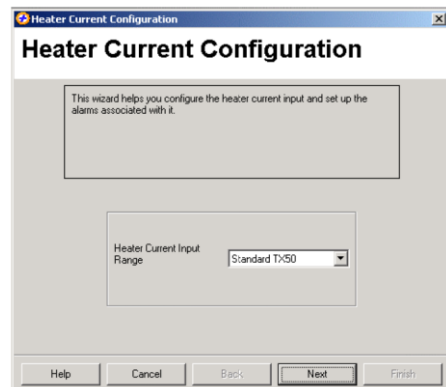 Heater Current Configuration
Heater Current Configuration
This wizard helps you configure the heater current input and set up the
alarms associated with it.
Heater Current Input
Range
Standard TX50
Help
Cancel
Back
Next
Finish